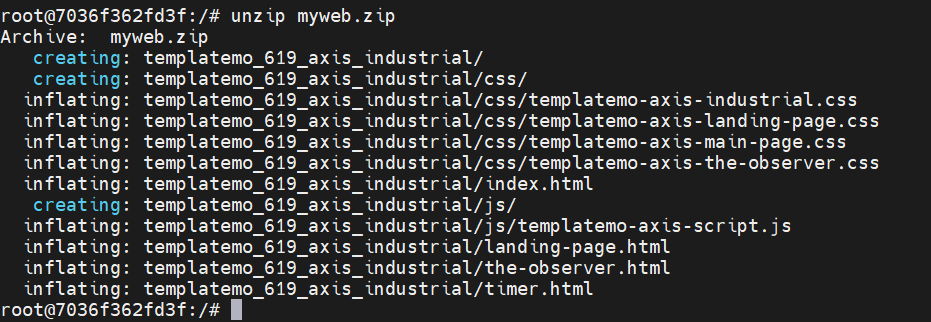 root@7036f362fd3f:/# unzip myweb.zip
Archive:  myweb.zip
   creating: templatemo_619_axis_industrial/
   creating: templatemo_619_axis_industrial/css/
  inflating: templatemo_619_axis_industrial/css/templatemo-axis-industrial.css
  inflating: templatemo_619_axis_industrial/css/templatemo-axis-landing-page.css
  inflating: templatemo_619_axis_industrial/css/templatemo-axis-main-page.css
  inflating: templatemo_619_axis_industrial/css/templatemo-axis-the-observer.css
  inflating: templatemo_619_axis_industrial/index.html
   creating: templatemo_619_axis_industrial/js/
  inflating: templatemo_619_axis_industrial/js/templatemo-axis-script.js
  inflating: templatemo_619_axis_industrial/landing-page.html
  inflating: templatemo_619_axis_industrial/the-observer.html
  inflating: templatemo_619_axis_industrial/timer.html
root@7036f362fd3f:/#